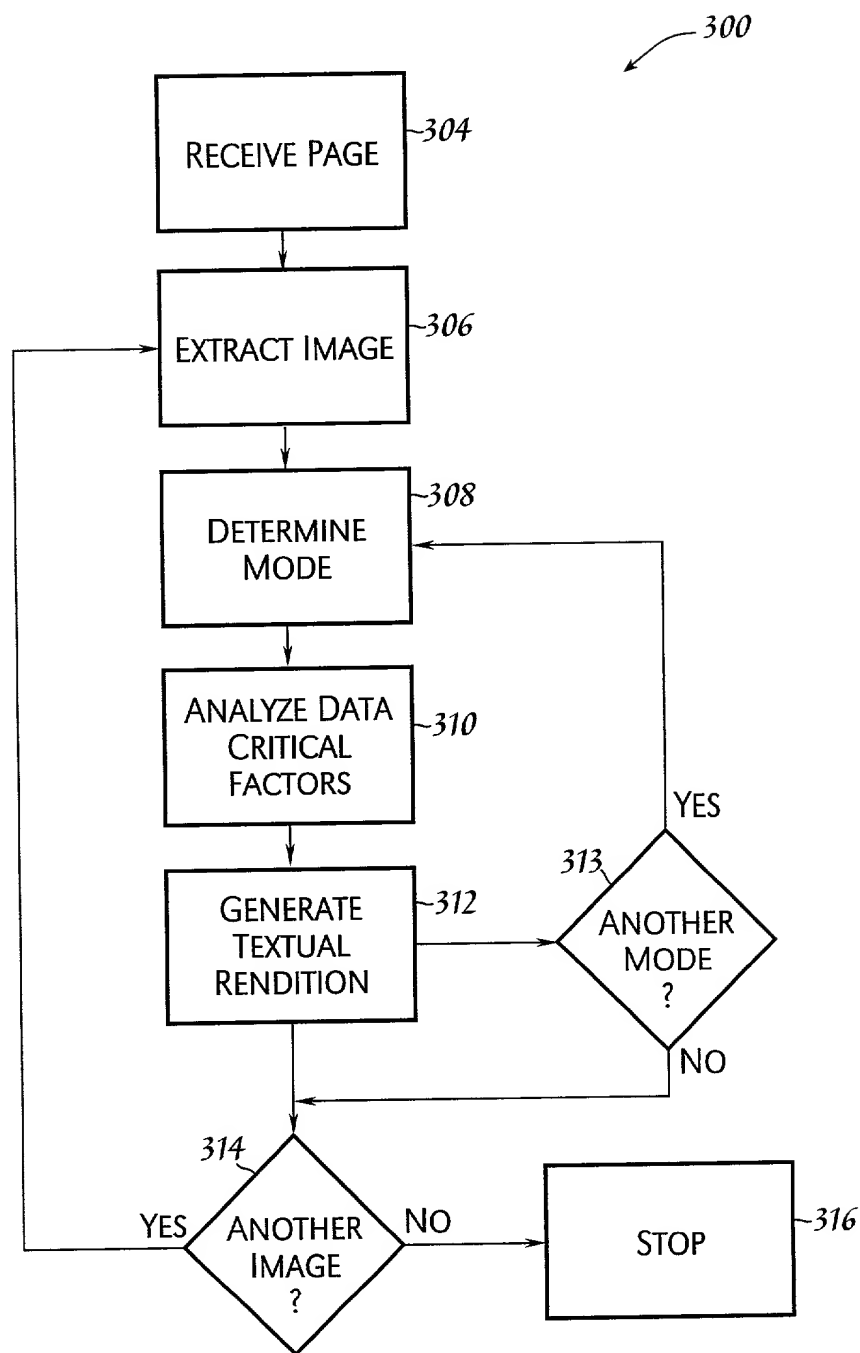 300
RECEIVE PAGE
304
EXTRACT IMAGE
306
DETERMINE
MODE
308
ANALYZE DATA
CRITICAL
FACTORS
310
GENERATE
TEXTUAL
RENDITION
312
YES
313
ANOTHER
MODE
?
NO
314
YES
ANOTHER
IMAGE
?
NO
STOP
316